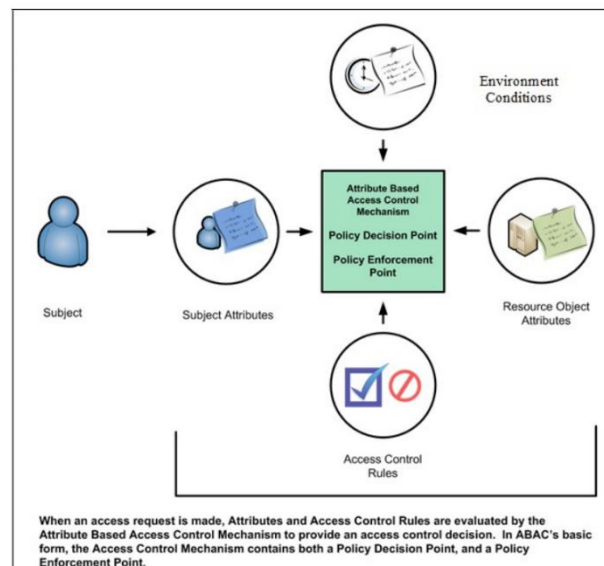 Environment
Conditions
Attribute Based
Access Control
Mechanism
Policy Decision Point
Policy Enforcement
Point
Subject
Subject Attributes
Resource Object
Attributes
Access Control
Rules
When an access request is made, Attributes and Access Control Rules are evaluated by the
Attribute Based Access Control Mechanism to provide an access control decision. In ABAC's basic
form, the Access Control Mechanism contains both a Policy Decision Point, and a Policy
Enforcement Point.